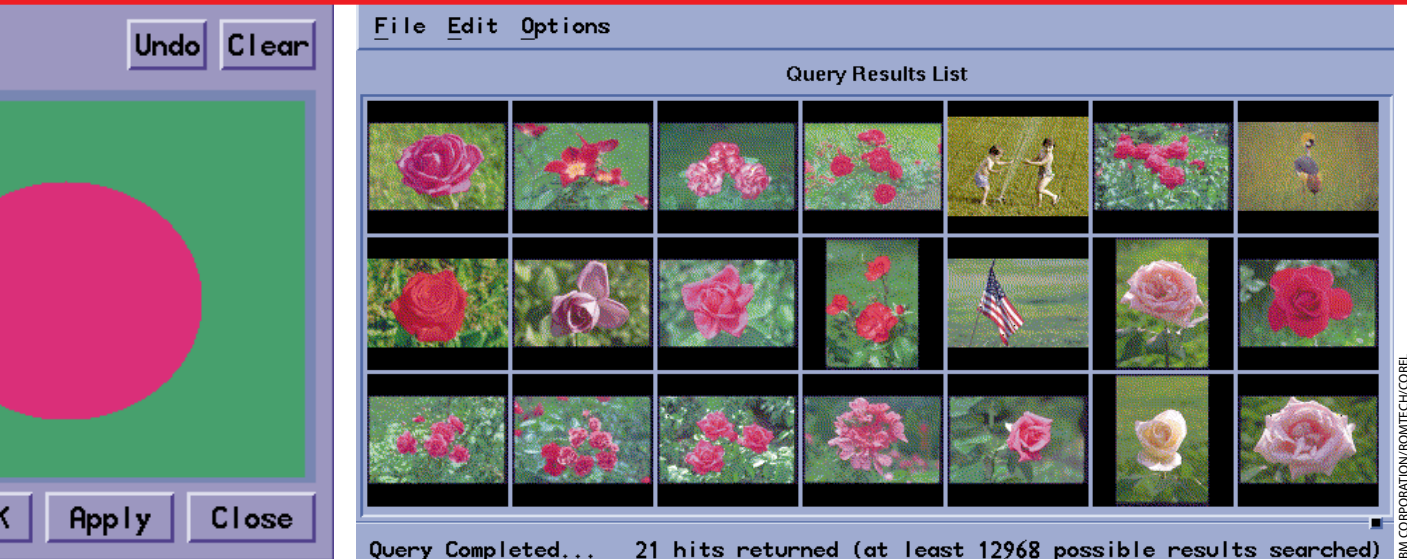 Undo Clear
File Edit Options
Query Results List
Apply Close
Query Completed... 21 hits returned (at least 12968 possible results searched)
CORPORATION/ROMTECH/COREL